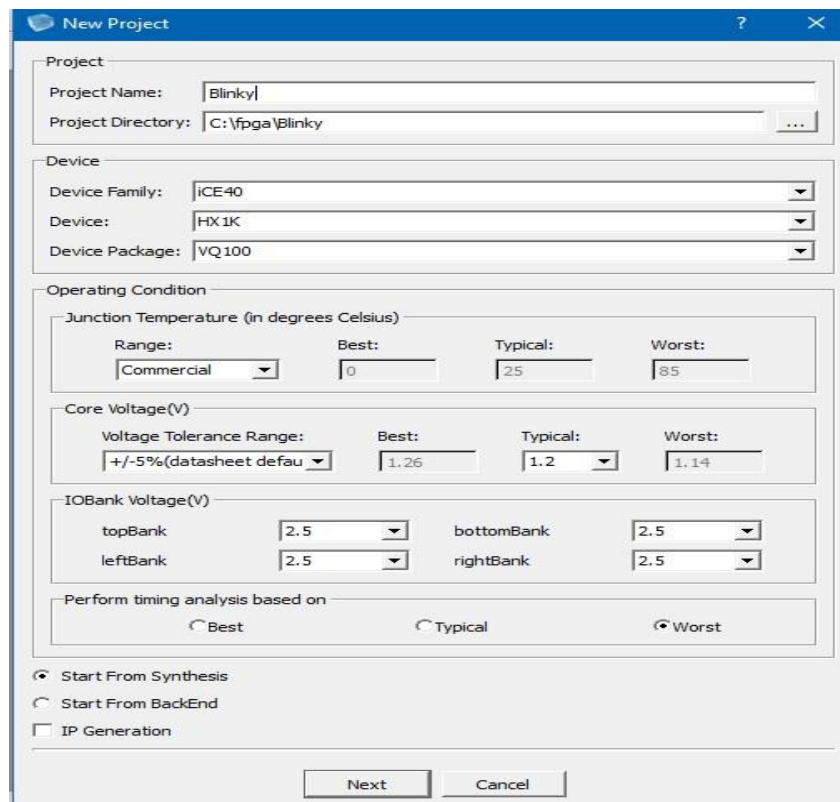 New Project ? 
Project
Project Name: Blinky
Project Directory: C:\fpga\Blinky ...
Device
Device Family: iCE40
Device: HX1K
Device Package: VQ100
Operating Condition
Junction Temperature (in degrees Celsius)
Range: Best: Typical: Worst:
Commercial 0 25 85
Core Voltage(V)
Voltage Tolerance Range: Best: Typical: Worst:
+/-5%(datasheet defau 1.26 1.2 1.14
IOBank Voltage(V)
topBank 2.5 bottomBank 2.5
leftBank 2.5 rightBank 2.5
Perform timing analysis based on
Best Typical Worst
Start From Synthesis
Start From BackEnd
IP Generation
Next Cancel